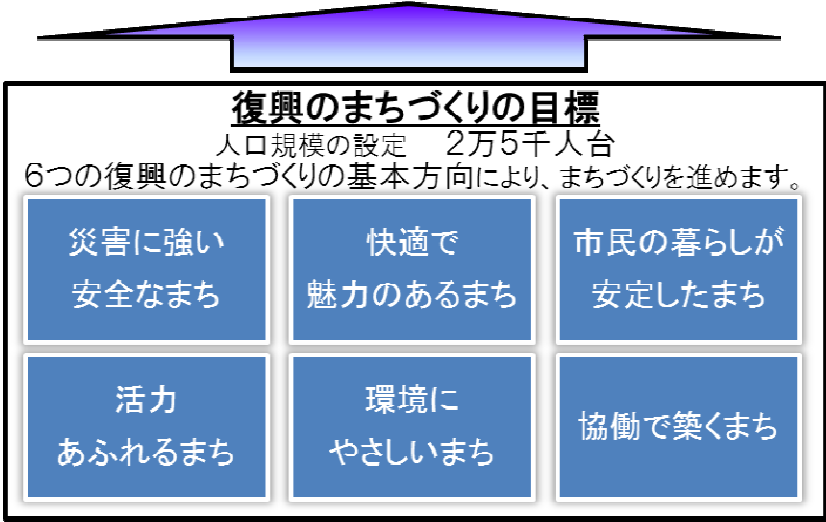 復興のまちづくりの目標
人口規模の設定　2万5千人台
6つの復興のまちづくりの基本方向により、まちづくりを進めます。
災害に強い
安全なまち
快適で
魅力のあるまち
市民の暮らしが
安定したまち
活力
あふれるまち
環境に
やさしいまち
協働で築くまち